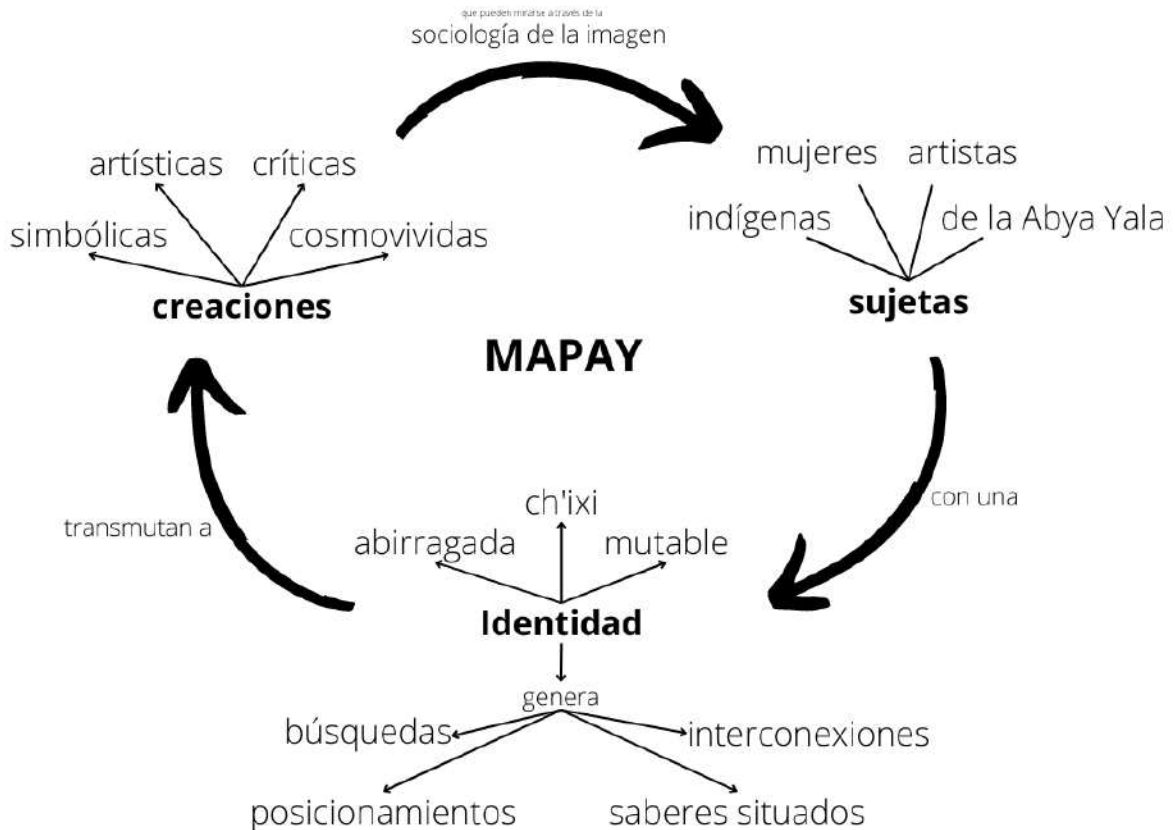 que pueden mirarse a través de la
sociología de la imagen
artísticas críticas
simbólicas cosmovividas
creaciones
mujeres artistas
indígenas de la Abya Yala
sujetas
MAPAY
con una
ch'ixi
abirragada mutable
Identidad
genera
búsquedas interconexiones
posicionamientos saberes situados
transmutan a